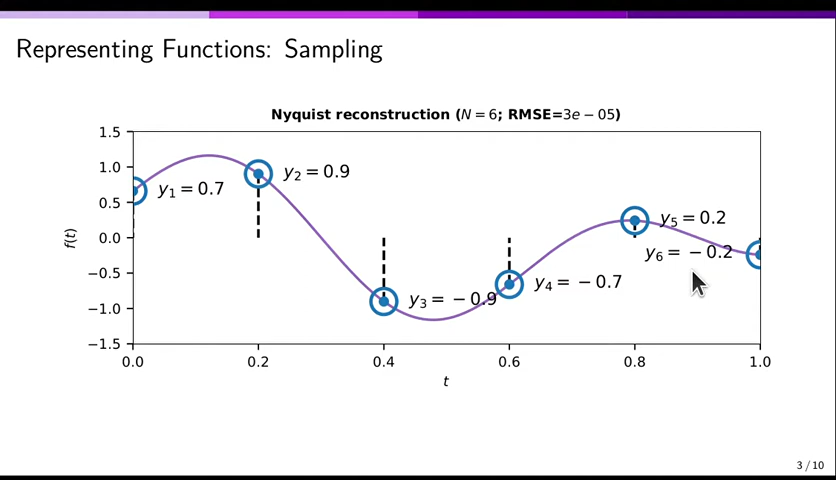 Representing Functions: Sampling
Nyquist reconstruction (N = 6; RMSE=3e − 05)
1.5
1.0
0.5
0.0
−0.5
−1.0
−1.5
f(t)
y₁ = 0.7
y₂ = 0.9
y₃ = −0.9
y₄ = −0.7
y₅ = 0.2
y₆ = −0.2
0.0 0.2 0.4 0.6 0.8 1.0
t
3 / 10